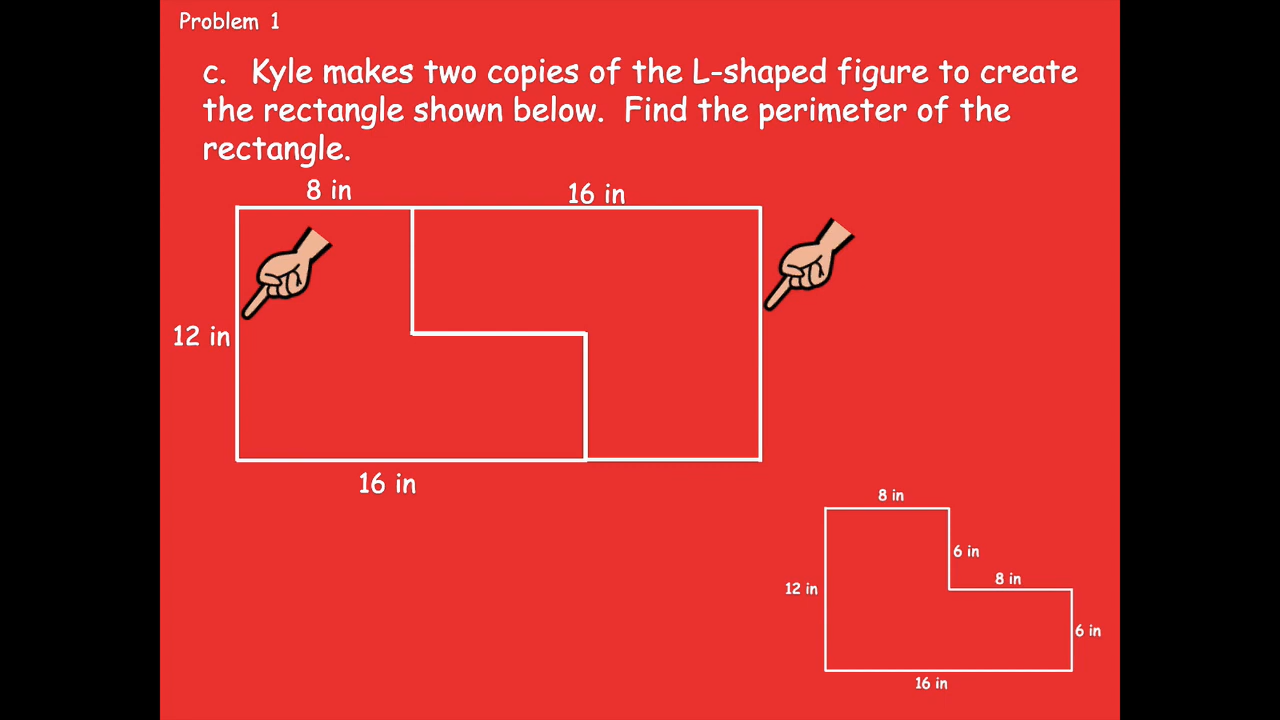 Problem 1
c. Kyle makes two copies of the L-shaped figure to create
the rectangle shown below. Find the perimeter of the
rectangle.
8 in
16 in
12 in
16 in
8 in
6 in
8 in
12 in
6 in
16 in